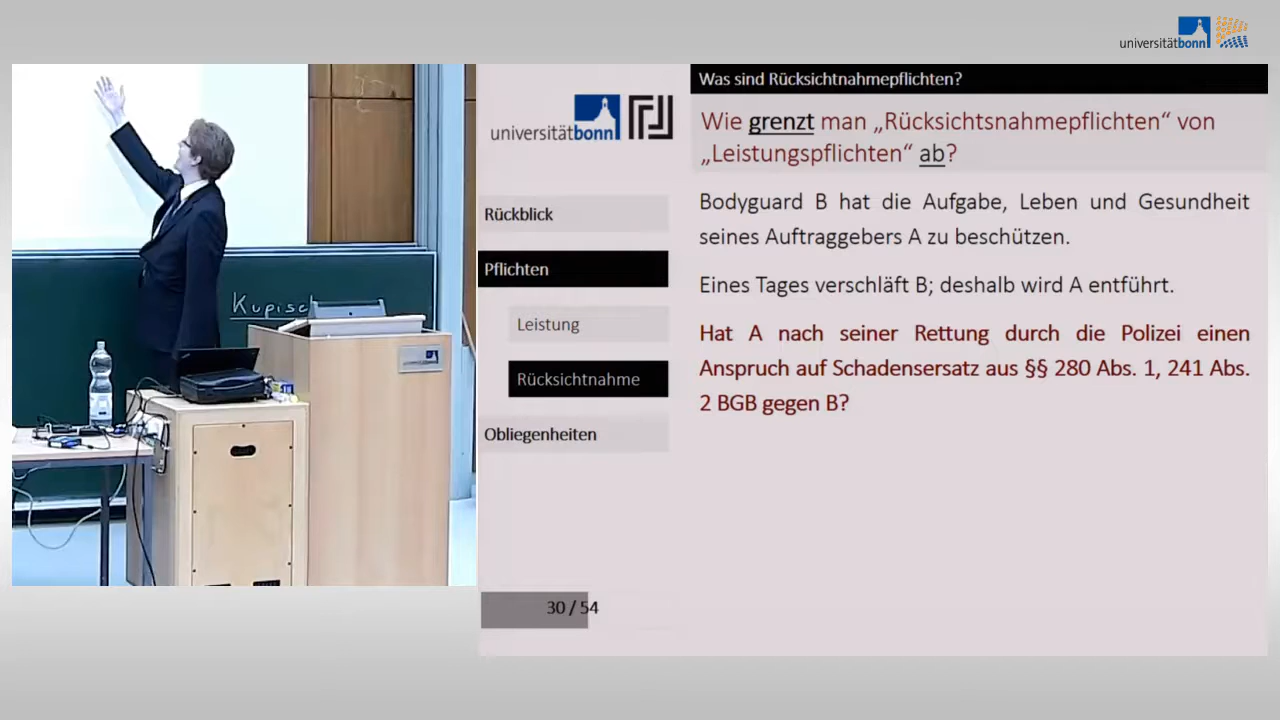 universitätbonn
Was sind Rücksichtnahmepflichten?
universitätbonn
Wie grenzt man „Rücksichtsnahmepflichten“ von
„Leistungspflichten“ ab?
Rückblick
Pflichten
Leistung
Rücksichtnahme
Obliegenheiten
30 / 54
Bodyguard B hat die Aufgabe, Leben und Gesundheit
seines Auftraggebers A zu beschützen.
Eines Tages verschläft B; deshalb wird A entführt.
Hat A nach seiner Rettung durch die Polizei einen
Anspruch auf Schadensersatz aus §§ 280 Abs. 1, 241 Abs.
2 BGB gegen B?